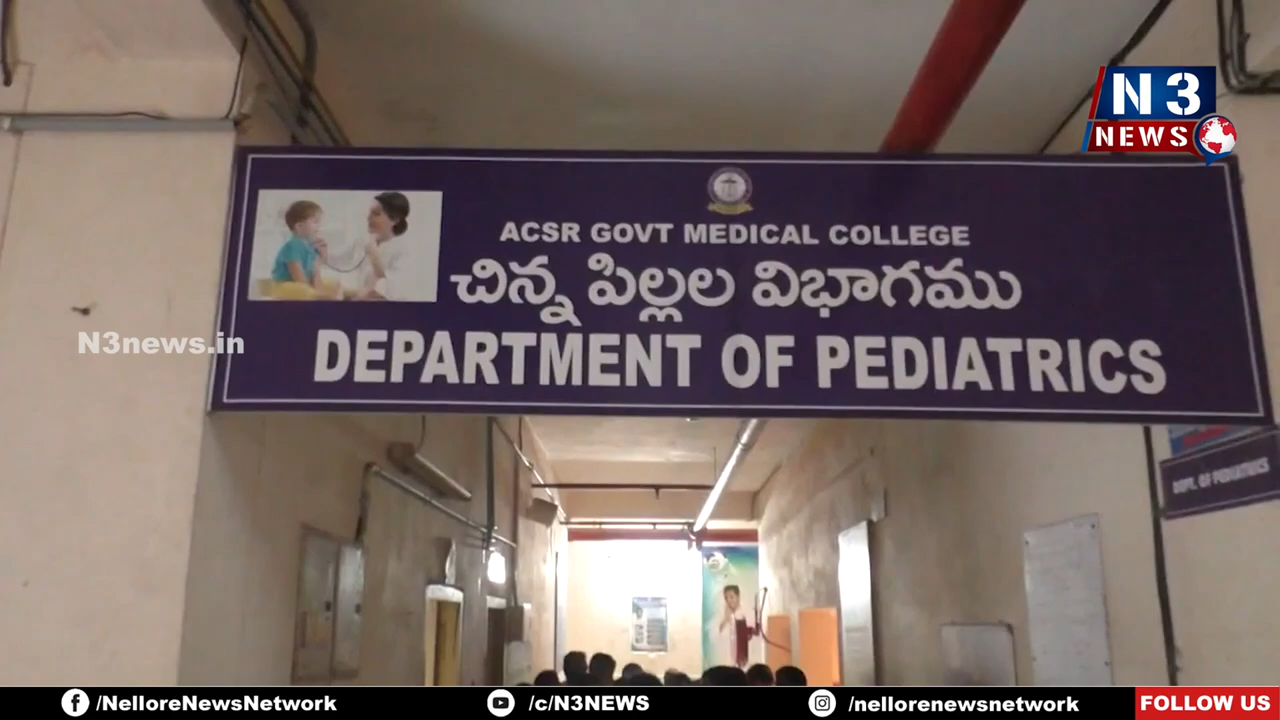 N3
NEWS
ACSR GOVT MEDICAL COLLEGE
చిన్న పిల్లల విభాగము
DEPARTMENT OF PEDIATRICS
N3news.in
DEPT. OF PEDIATRICS
/NelloreNewsNetwork
/c/N3NEWS
/nellorenewsnetwork
FOLLOW US